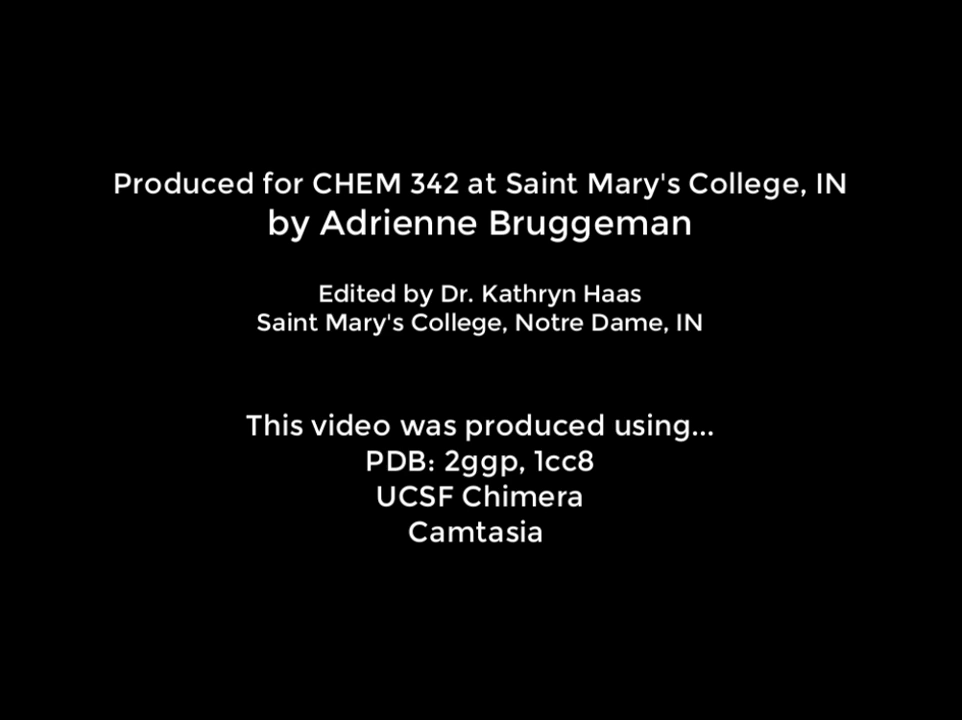 Produced for CHEM 342 at Saint Mary's College, IN
by Adrienne Bruggeman
Edited by Dr. Kathryn Haas
Saint Mary's College, Notre Dame, IN
This video was produced using...
PDB: 2ggp, 1cc8
UCSF Chimera
Camtasia